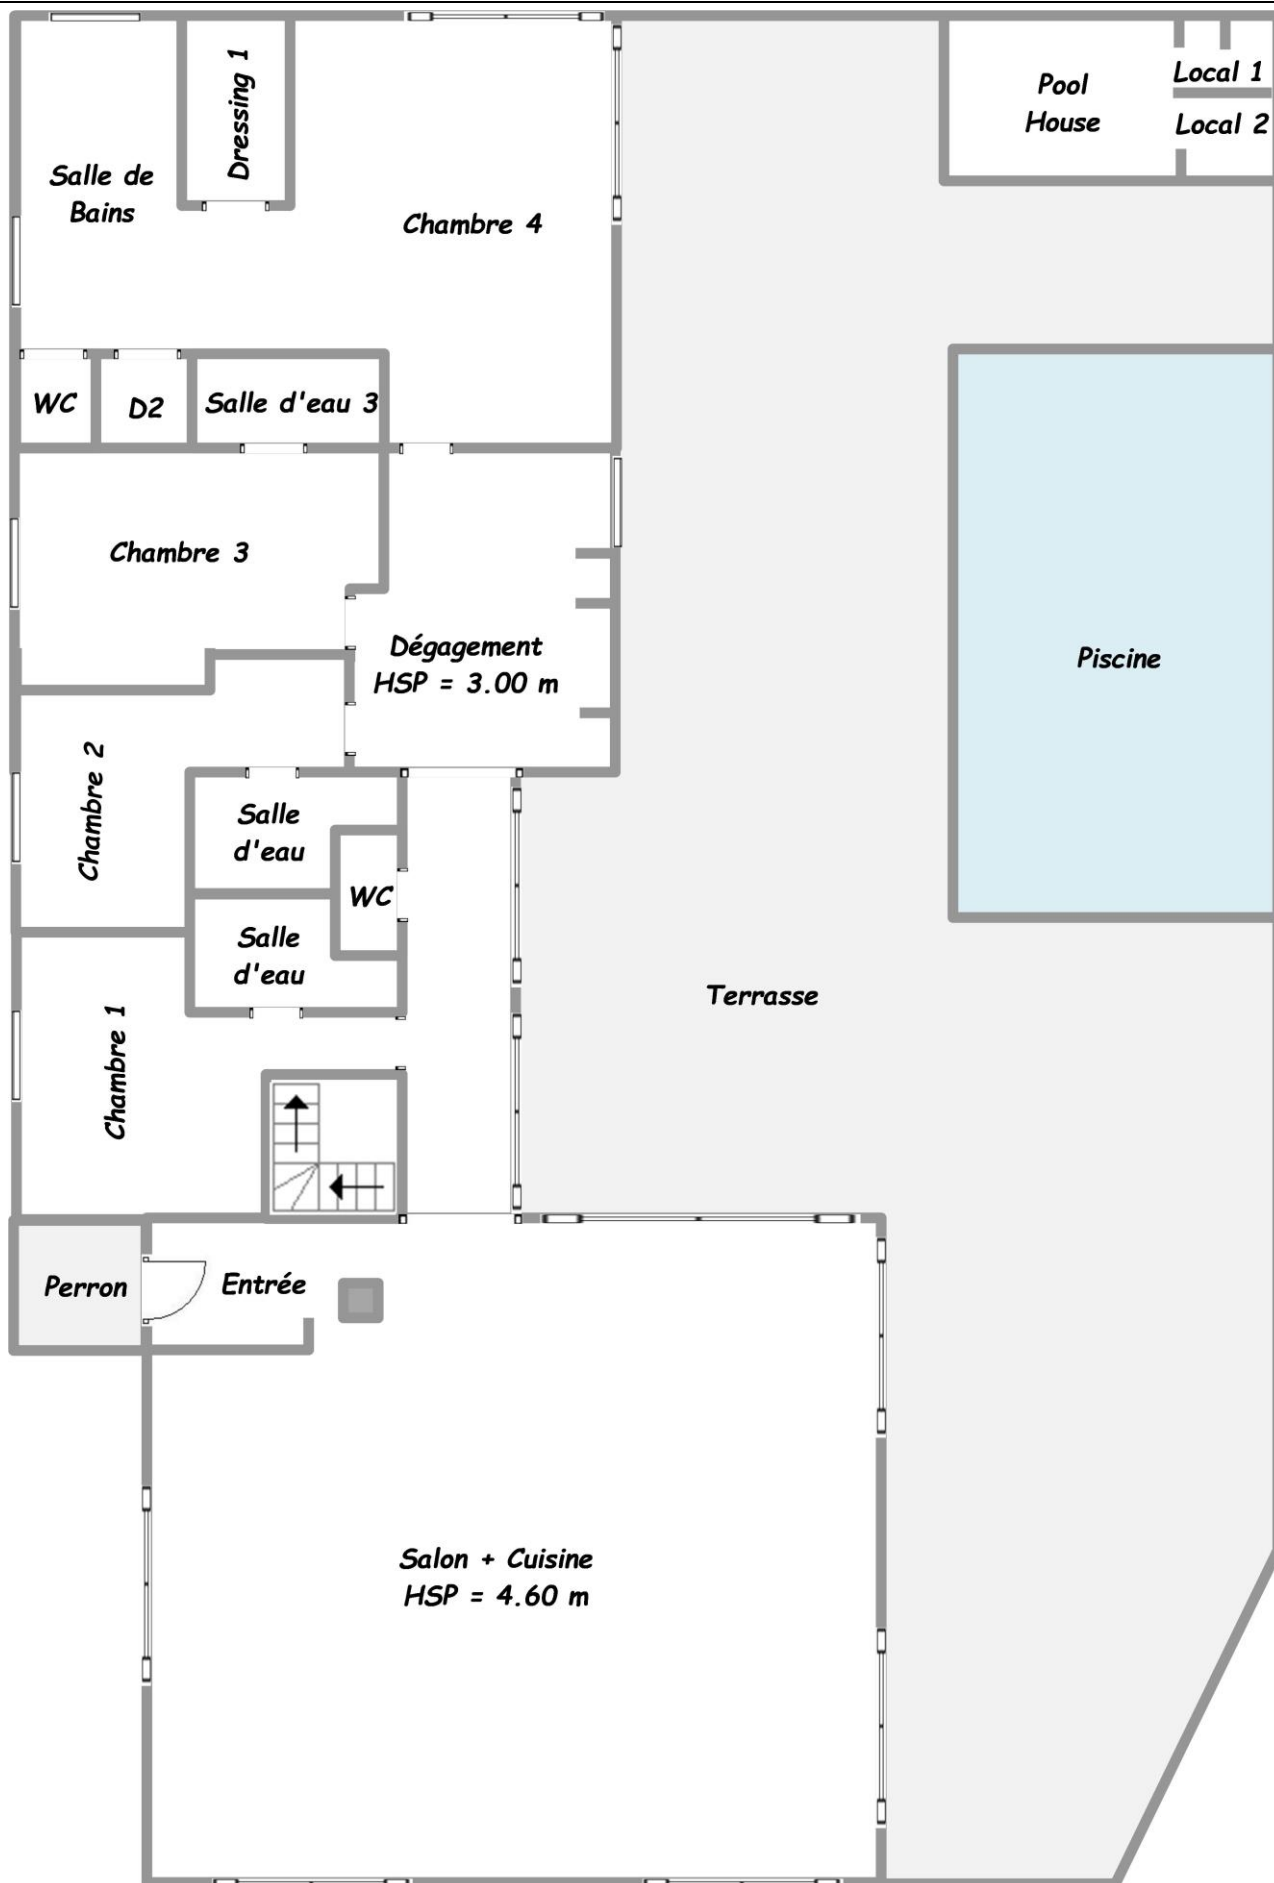 Dressing 1
Pool
House
Local 1
Local 2
Salle de
Bains
Chambre 4
WC
D2
Salle d'eau 3
Chambre 3
Dégagement
HSP = 3.00 m
Piscine
Chambre 2
Salle
d'eau
WC
Salle
d'eau
Terrasse
Chambre 1
Perron
Entrée
Salon + Cuisine
HSP = 4.60 m